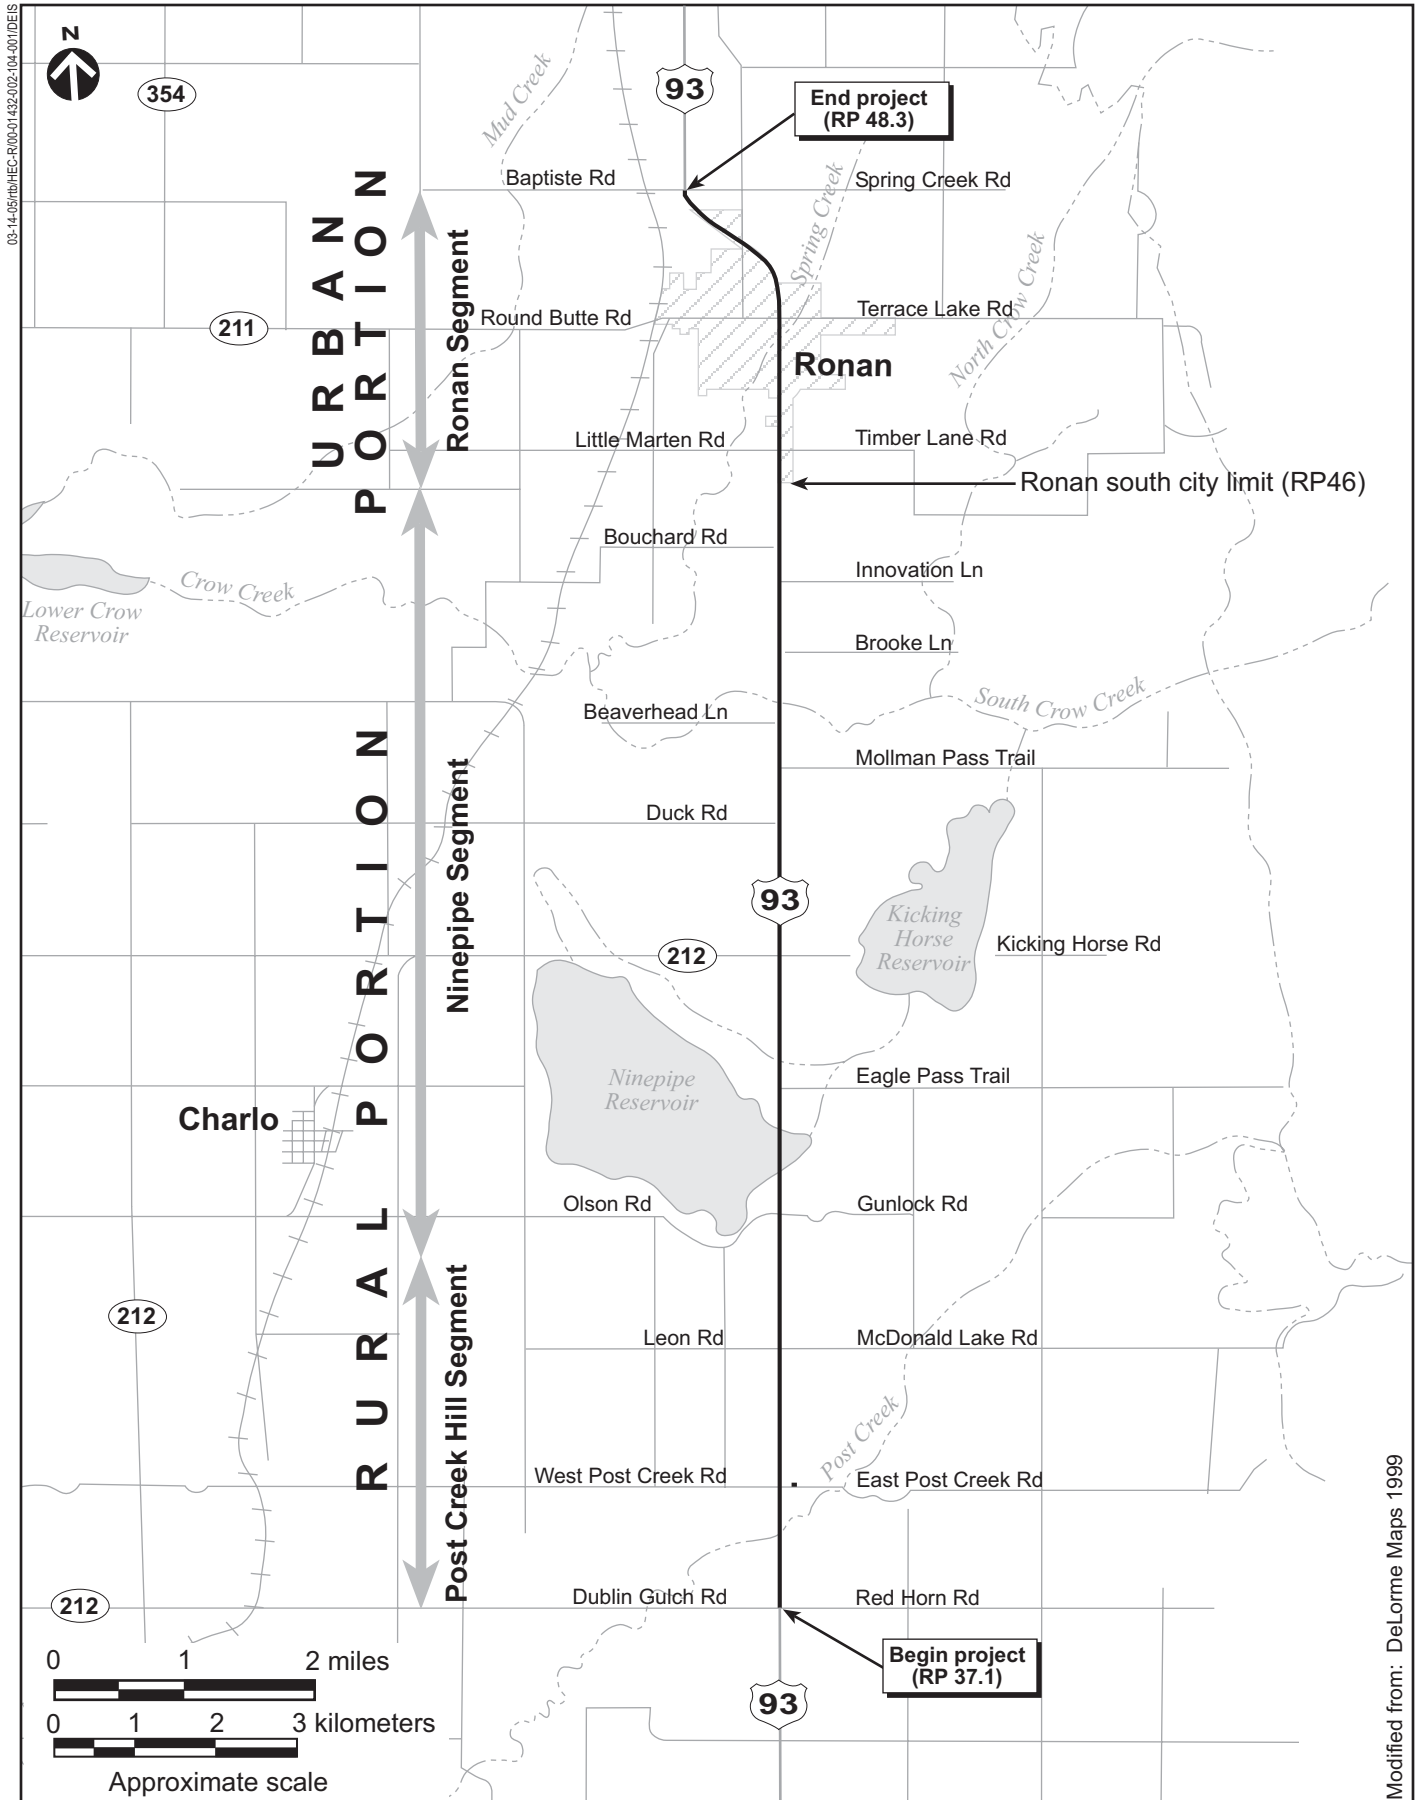 03-14-05/rtb/HEC-R/00-01432-002-104-001/DEIS
N
354
93
End project
(RP 48.3)
Mud Creek
Baptiste Rd
Spring Creek Rd
Spring Creek
URBAN
PORTION
Ronan Segment
211
Round Butte Rd
Terrace Lake Rd
North Crow Creek
Ronan
Little Marten Rd
Timber Lane Rd
Ronan south city limit (RP46)
Bouchard Rd
Innovation Ln
Crow Creek
Lower Crow
Reservoir
Brooke Ln
South Crow Creek
Beaverhead Ln
Mollman Pass Trail
RURAL PORTION
Ninepipe Segment
Duck Rd
93
Kicking
Horse
Reservoir
Kicking Horse Rd
212
Ninepipe
Reservoir
Eagle Pass Trail
Charlo
Olson Rd
Gunlock Rd
212
Post Creek Hill Segment
Leon Rd
McDonald Lake Rd
Post Creek
West Post Creek Rd
East Post Creek Rd
212
Dublin Gulch Rd
Red Horn Rd
Begin project
(RP 37.1)
93
0 1 2 miles
0 1 2 3 kilometers
Approximate scale
Modified from: DeLorme Maps 1999